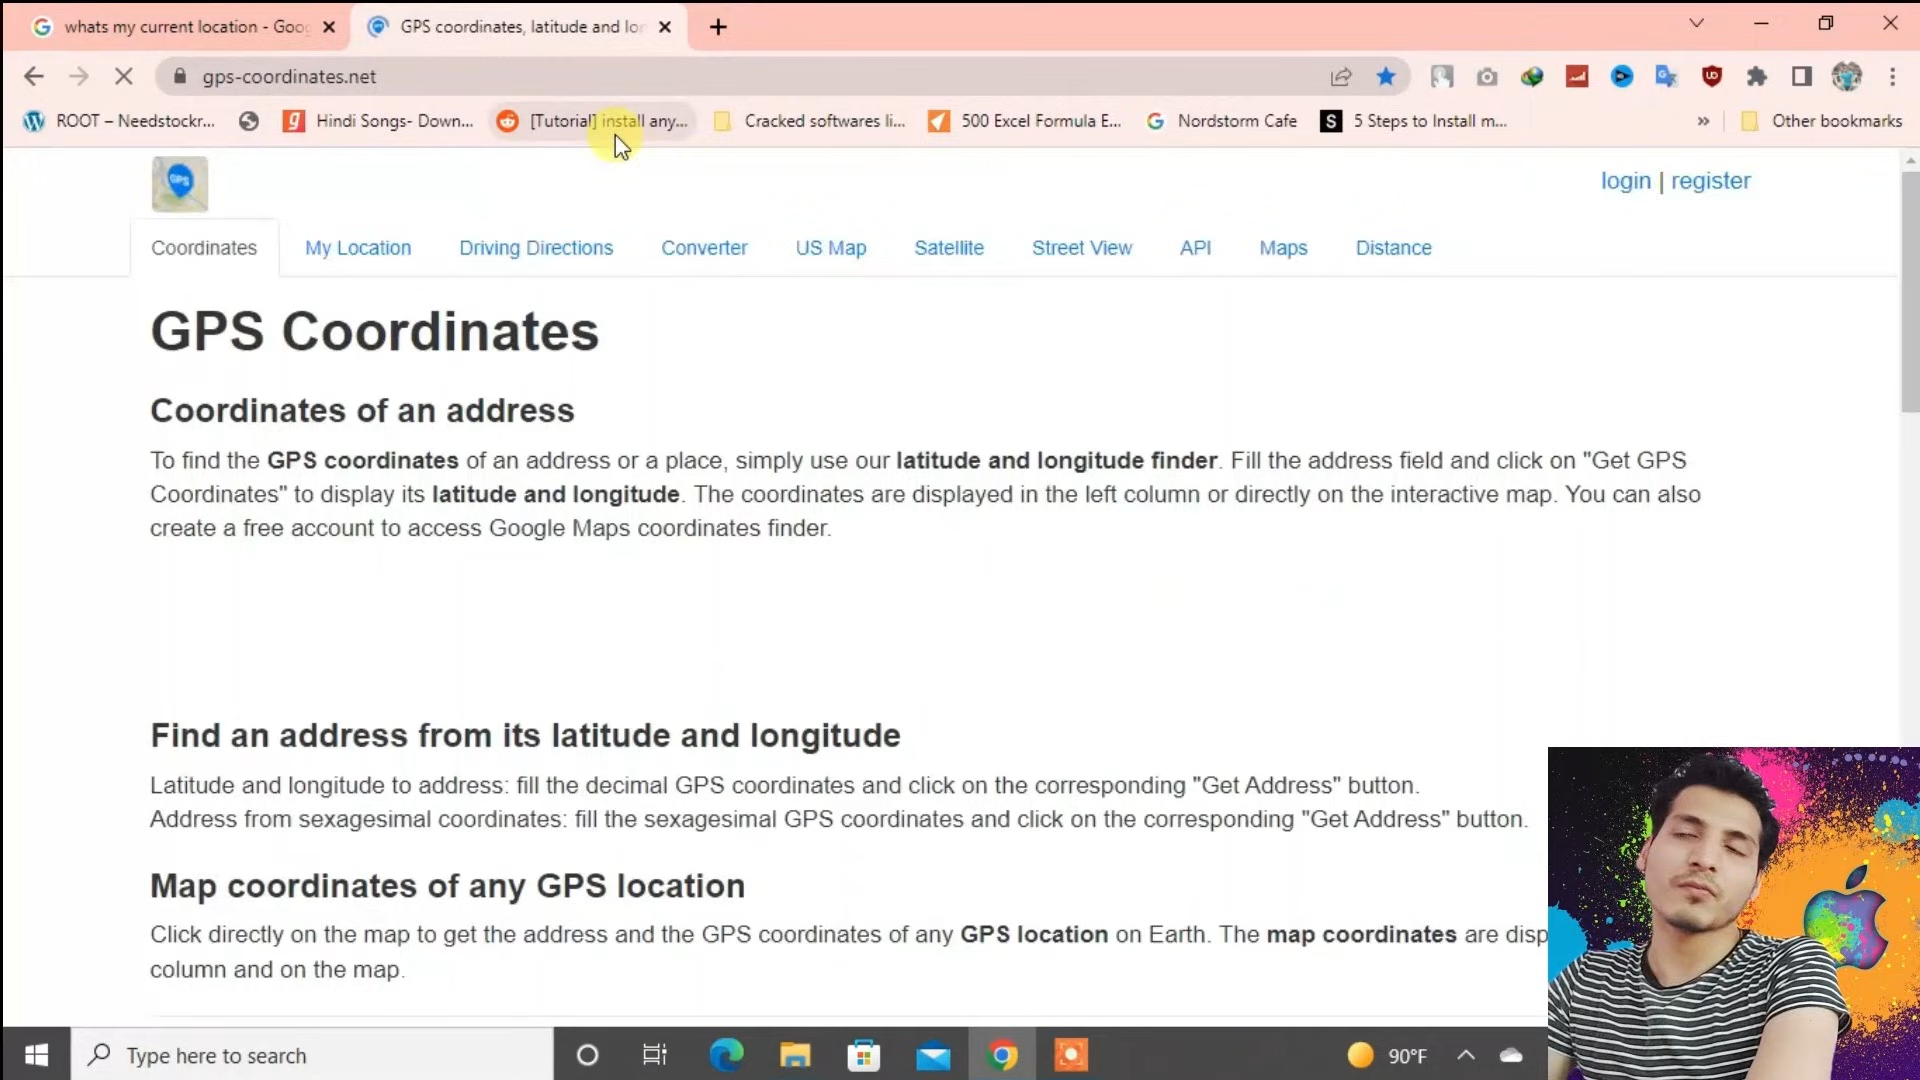 whats my current location - Goog
GPS coordinates, latitude and lon
gps-coordinates.net
ROOT – Needstockr...
Hindi Songs- Down...
[Tutorial] install any...
Cracked softwares li...
500 Excel Formula E...
Nordstorm Cafe
S 5 Steps to Install m...
»
Other bookmarks
GPS
login | register
Coordinates
My Location
Driving Directions
Converter
US Map
Satellite
Street View
API
Maps
Distance
GPS Coordinates
Coordinates of an address
To find the GPS coordinates of an address or a place, simply use our latitude and longitude finder. Fill the address field and click on "Get GPS
Coordinates" to display its latitude and longitude. The coordinates are displayed in the left column or directly on the interactive map. You can also
create a free account to access Google Maps coordinates finder.
Find an address from its latitude and longitude
Latitude and longitude to address: fill the decimal GPS coordinates and click on the corresponding "Get Address" button.
Address from sexagesimal coordinates: fill the sexagesimal GPS coordinates and click on the corresponding "Get Address" button.
Map coordinates of any GPS location
Click directly on the map to get the address and the GPS coordinates of any GPS location on Earth. The map coordinates are disp
column and on the map.
Type here to search
90°F